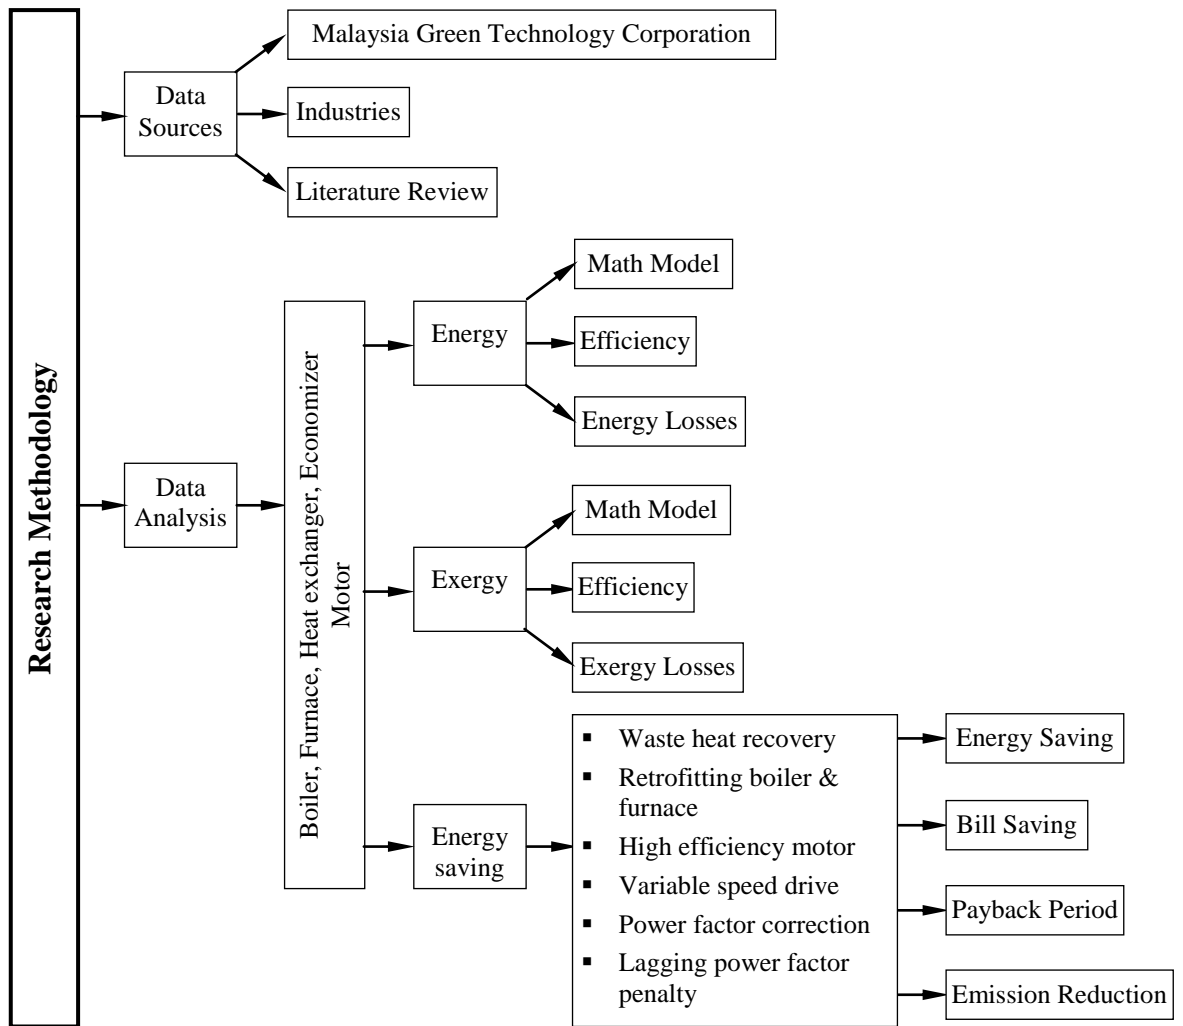 Research Methodology
Data
Sources
Malaysia Green Technology Corporation
Industries
Literature Review
Data
Analysis
Boiler, Furnace, Heat exchanger, Economizer
Motor
Energy
Math Model
Efficiency
Energy Losses
Exergy
Math Model
Efficiency
Exergy Losses
Energy
saving
▪ Waste heat recovery
▪ Retrofitting boiler &
furnace
▪ High efficiency motor
▪ Variable speed drive
▪ Power factor correction
▪ Lagging power factor
penalty
Energy Saving
Bill Saving
Payback Period
Emission Reduction